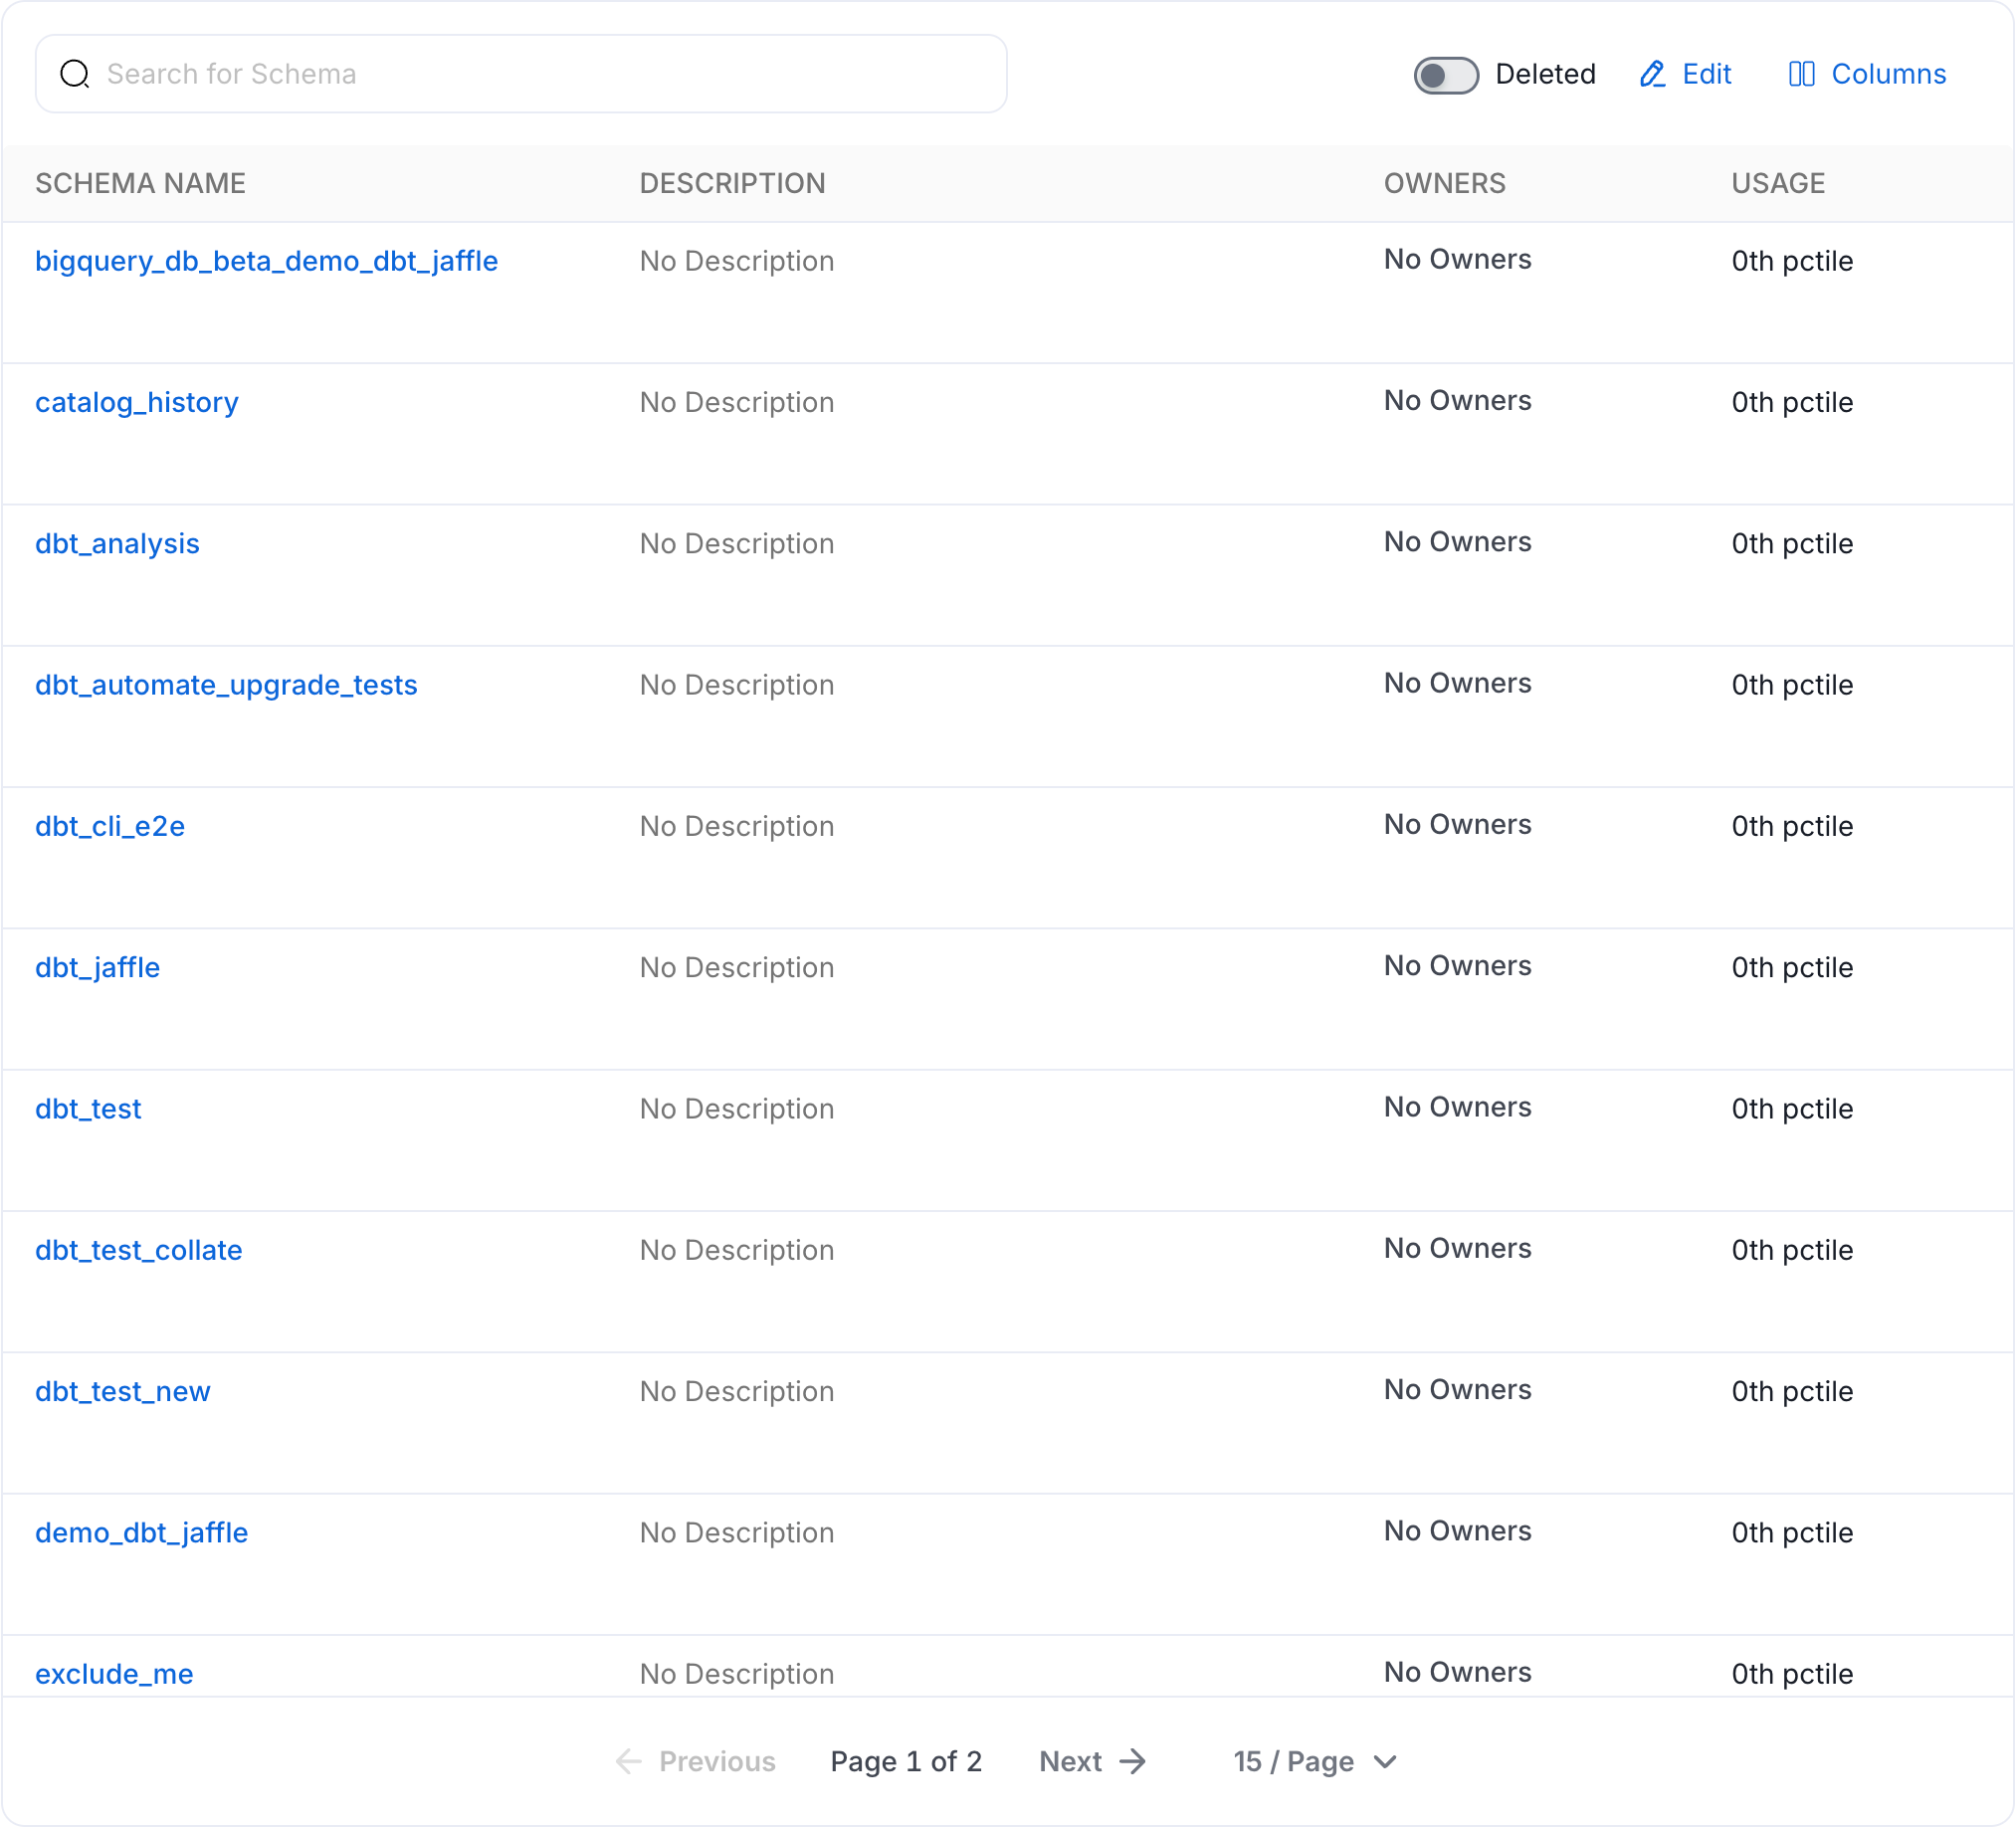 Search for Schema Deleted Edit Columns
SCHEMA NAME DESCRIPTION OWNERS USAGE
bigquery_db_beta_demo_dbt_jaffle No Description No Owners 0th pctile
catalog_history No Description No Owners 0th pctile
dbt_analysis No Description No Owners 0th pctile
dbt_automate_upgrade_tests No Description No Owners 0th pctile
dbt_cli_e2e No Description No Owners 0th pctile
dbt_jaffle No Description No Owners 0th pctile
dbt_test No Description No Owners 0th pctile
dbt_test_collate No Description No Owners 0th pctile
dbt_test_new No Description No Owners 0th pctile
demo_dbt_jaffle No Description No Owners 0th pctile
exclude_me No Description No Owners 0th pctile
Previous Page 1 of 2 Next 15 / Page